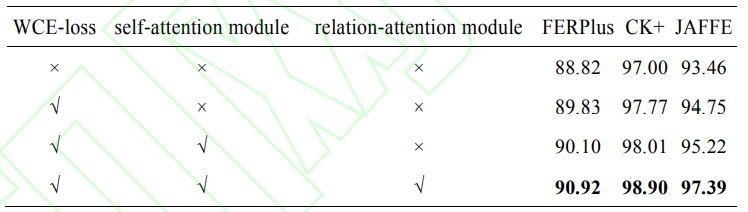 WCE-loss self-attention module relation-attention module FERPlus CK+ JAFFE
× × × 88.82 97.00 93.46
√ × × 89.83 97.77 94.75
√ √ × 90.10 98.01 95.22
√ √ √ 90.92 98.90 97.39